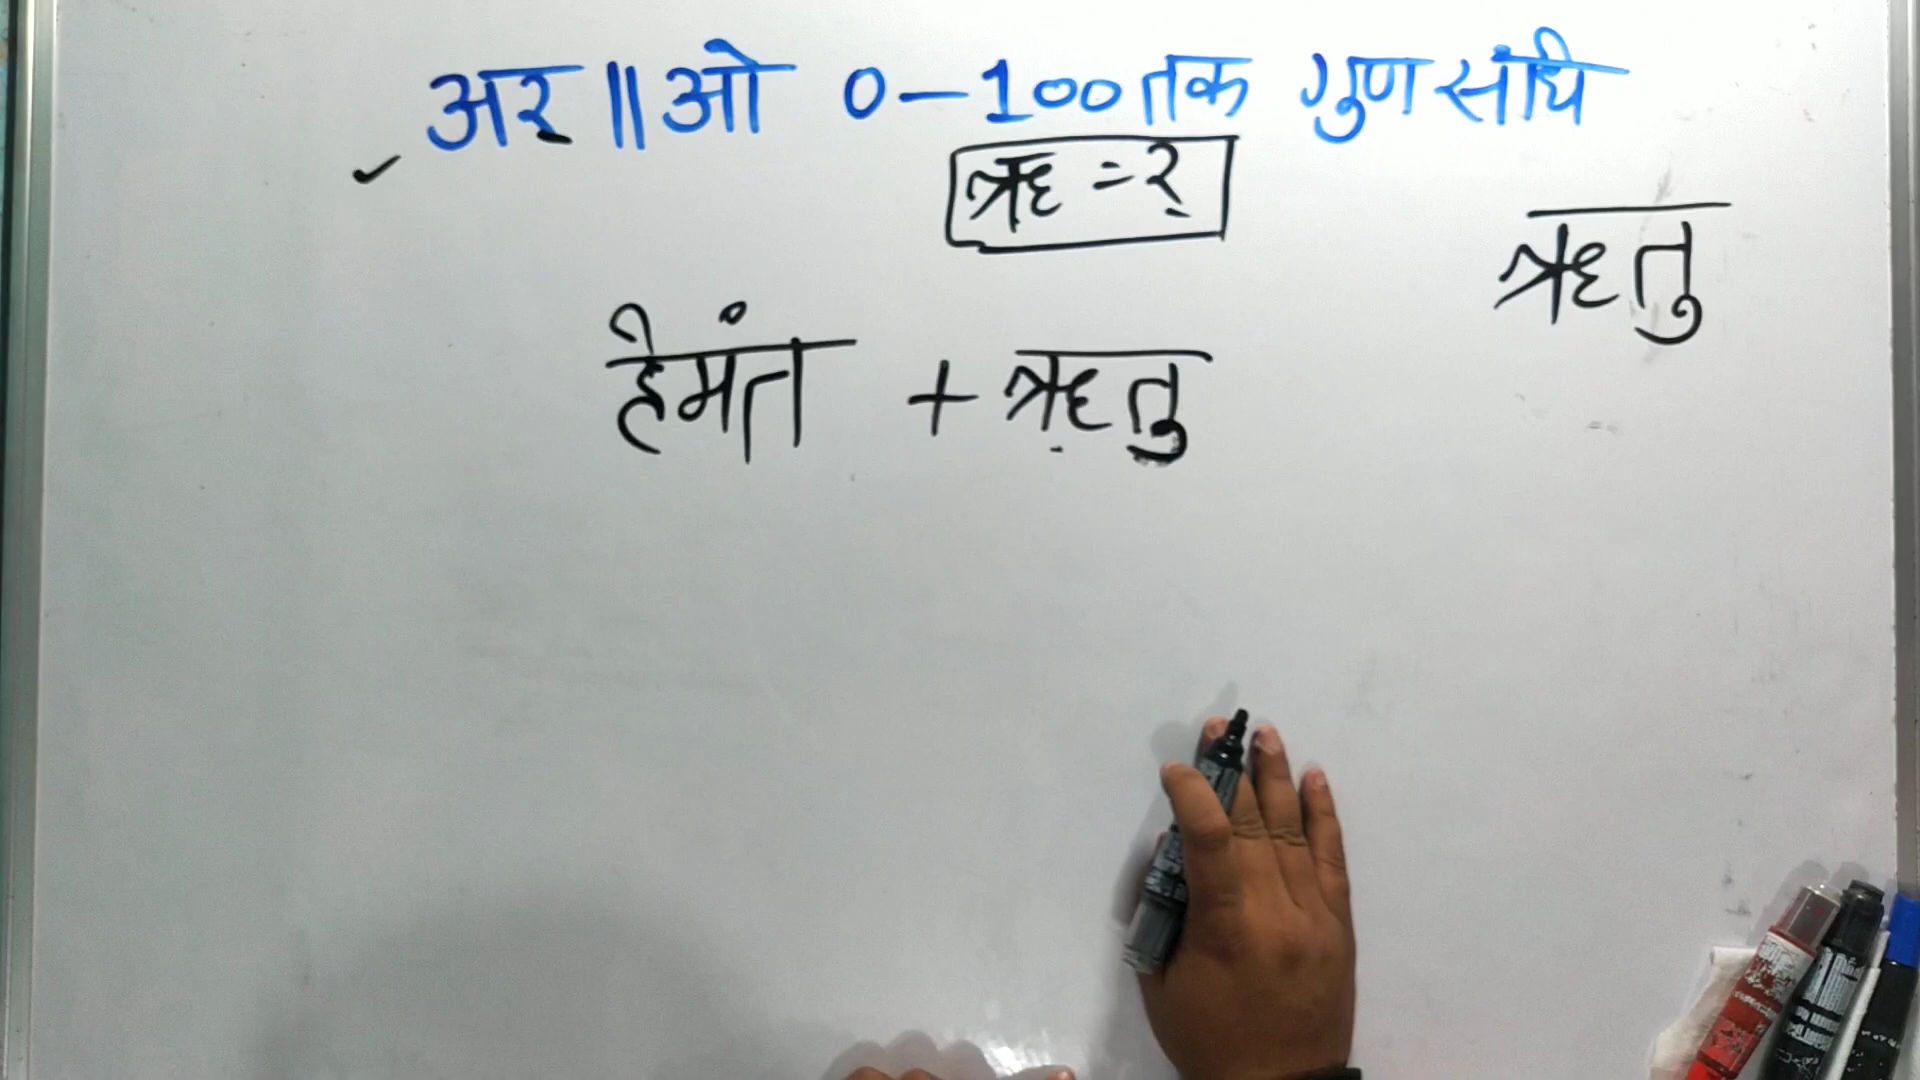 अर् || ओ 0-100 तक गुण संधि
ऋ = र्
ऋतु
हेमंत + ऋतु